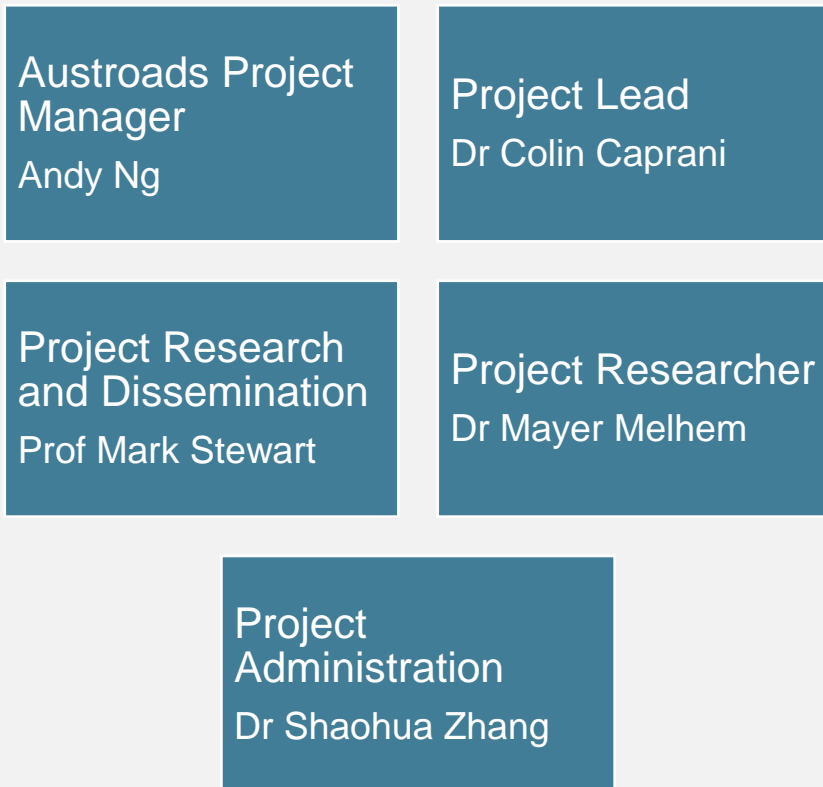 Austroads Project
Manager
Andy Ng
Project Lead
Dr Colin Caprani
Project Research
and Dissemination
Prof Mark Stewart
Project Researcher
Dr Mayer Melhem
Project
Administration
Dr Shaohua Zhang